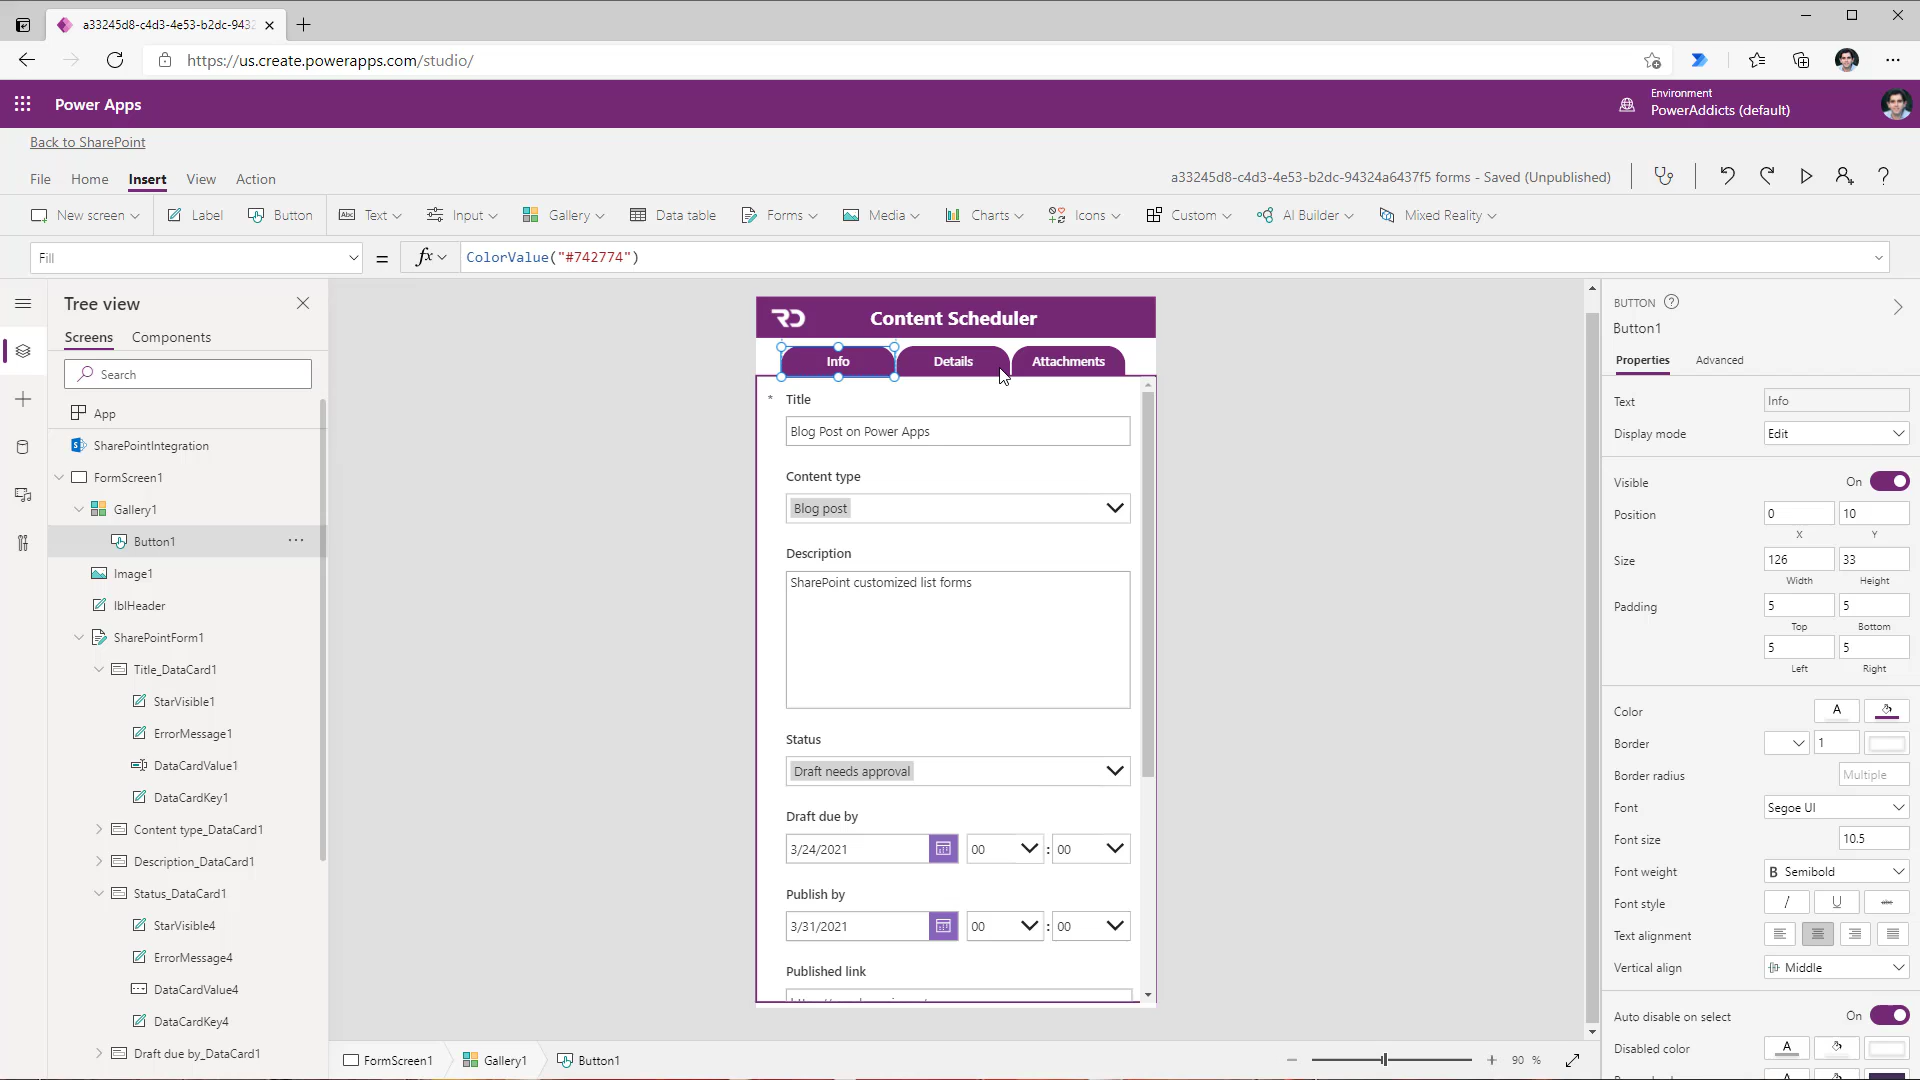 a33245d8-c4d3-4e53-b2dc-9432
https://us.create.powerapps.com/studio/
Power Apps
Environment
PowerAddicts (default)
Back to SharePoint
File Home Insert View Action
a33245d8-c4d3-4e53-b2dc-94324a6437f5 forms - Saved (Unpublished)
New screen Label Button Text Input Gallery Data table Forms Media Charts Icons Custom AI Builder Mixed Reality
Fill = fx ColorValue("#742774")
Tree view
Screens Components
Search
App
SharePointIntegration
FormScreen1
Gallery1
Button1
Image1
lblHeader
SharePointForm1
Title_DataCard1
StarVisible1
ErrorMessage1
DataCardValue1
DataCardKey1
Content type_DataCard1
Description_DataCard1
Status_DataCard1
StarVisible4
ErrorMessage4
DataCardValue4
DataCardKey4
Draft due by_DataCard1
RD Content Scheduler
Info Details Attachments
* Title
Blog Post on Power Apps
Content type
Blog post
Description
SharePoint customized list forms
Status
Draft needs approval
Draft due by
3/24/2021 00 : 00
Publish by
3/31/2021 00 : 00
Published link
FormScreen1 Gallery1 Button1
90 %
BUTTON
Button1
Properties Advanced
Text Info
Display mode Edit
Visible On
Position 0 10
X Y
Size 126 33
Width Height
Padding 5 5
Top Bottom
5 5
Left Right
Color A
Border 1
Border radius Multiple
Font Segoe UI
Font size 10.5
Font weight B Semibold
Font style / U abc
Text alignment
Vertical align Middle
Auto disable on select On
Disabled color A